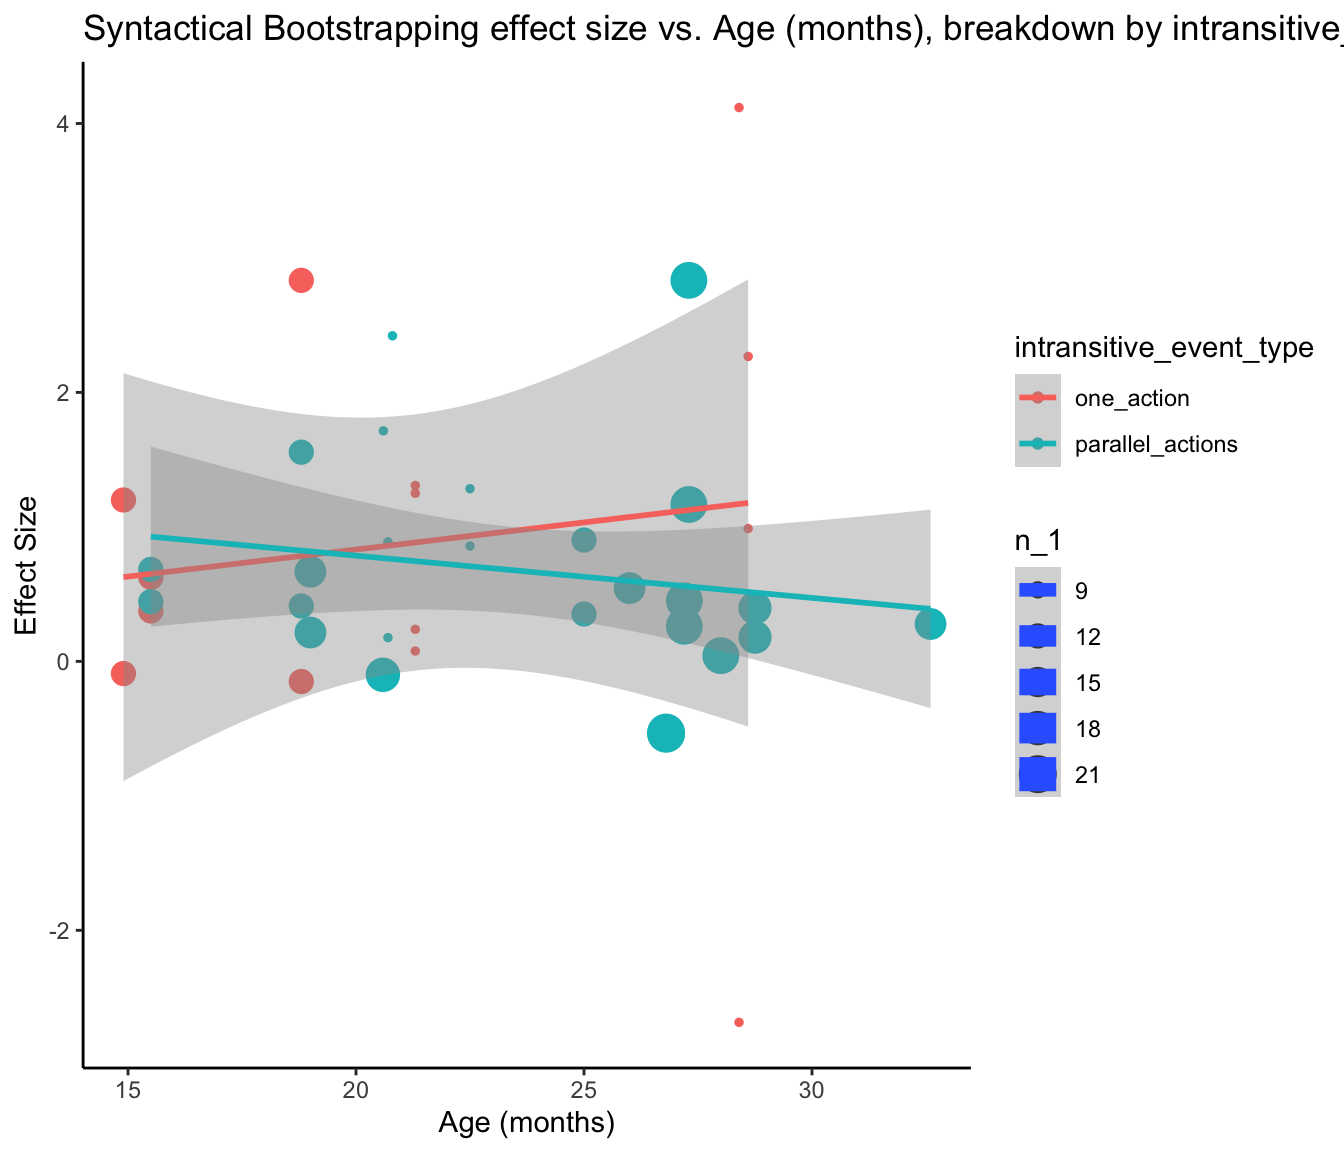 Syntactical Bootstrapping effect size vs. Age (months), breakdown by intransitive_
4
2
0
-2
Effect Size
15 20 25 30
Age (months)
intransitive_event_type
one_action
parallel_actions
n_1
9
12
15
18
21